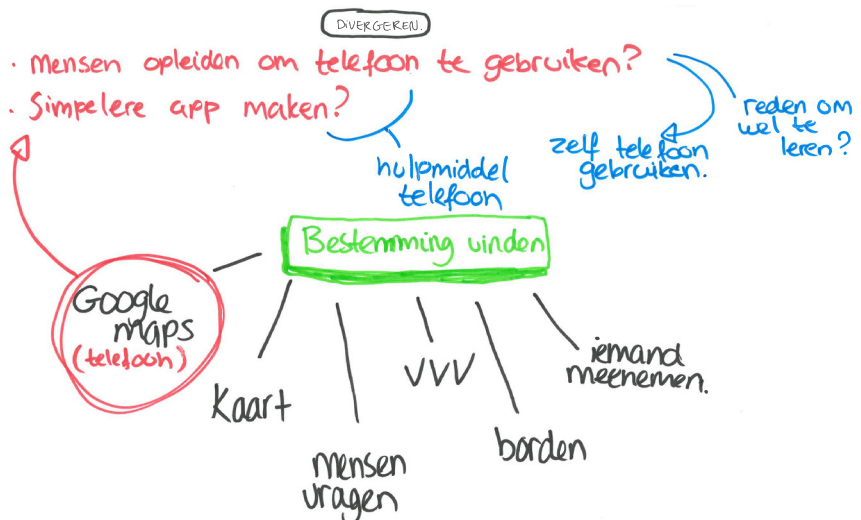 DIVERGEREN.
· mensen opleiden om telefoon te gebruiken?
· Simpelere app maken?
reden om
wel te
leren?
zelf telefoon
gebruiken.
hulpmiddel
telefoon
Bestemming vinden
Google
maps
(telefoon)
Kaart
mensen
vragen
VVV
borden
iemand
meenemen.